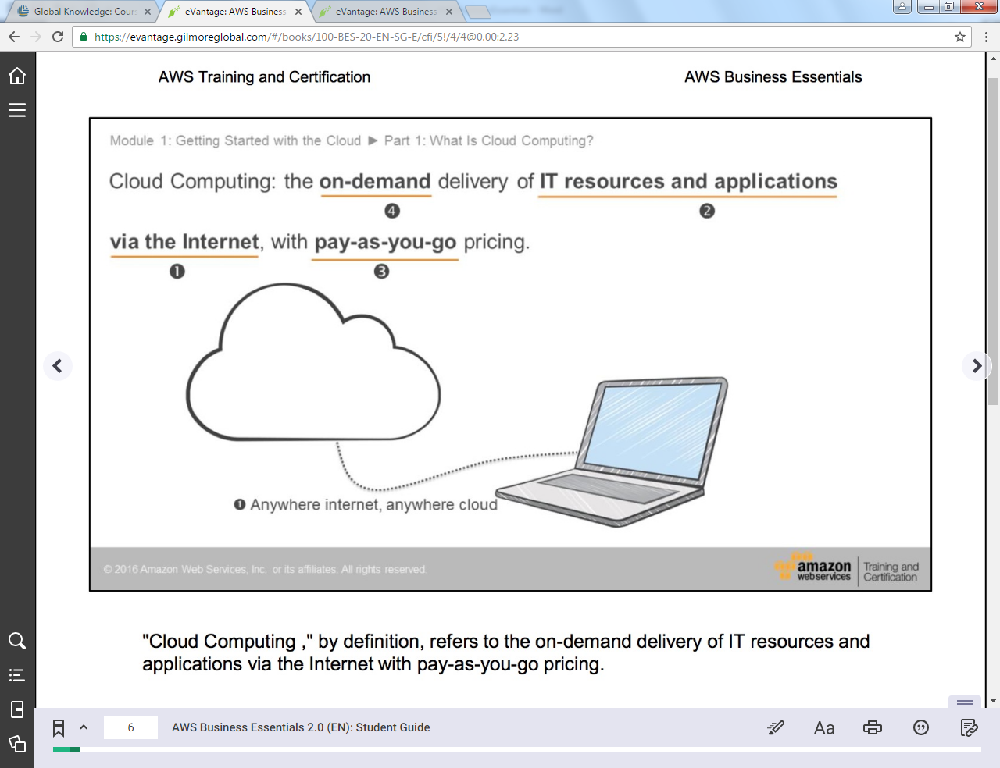 Global Knowledge: Cour
eVantage: AWS Business
eVantage: AWS Business
https://evantage.gilmoreglobal.com/#/books/100-BES-20-EN-SG-E/cfi/5!/4/4@0.00:2.23
AWS Training and Certification AWS Business Essentials
Module 1: Getting Started with the Cloud ► Part 1: What Is Cloud Computing?
Cloud Computing: the on-demand delivery of IT resources and applications
❹ ❷
via the Internet, with pay-as-you-go pricing.
❶ ❸
❶ Anywhere internet, anywhere cloud
© 2016 Amazon Web Services, Inc. or its affiliates. All rights reserved.
amazon
webservices
Training and
Certification
"Cloud Computing ," by definition, refers to the on-demand delivery of IT resources and
applications via the Internet with pay-as-you-go pricing.
6 AWS Business Essentials 2.0 (EN): Student Guide
Aa